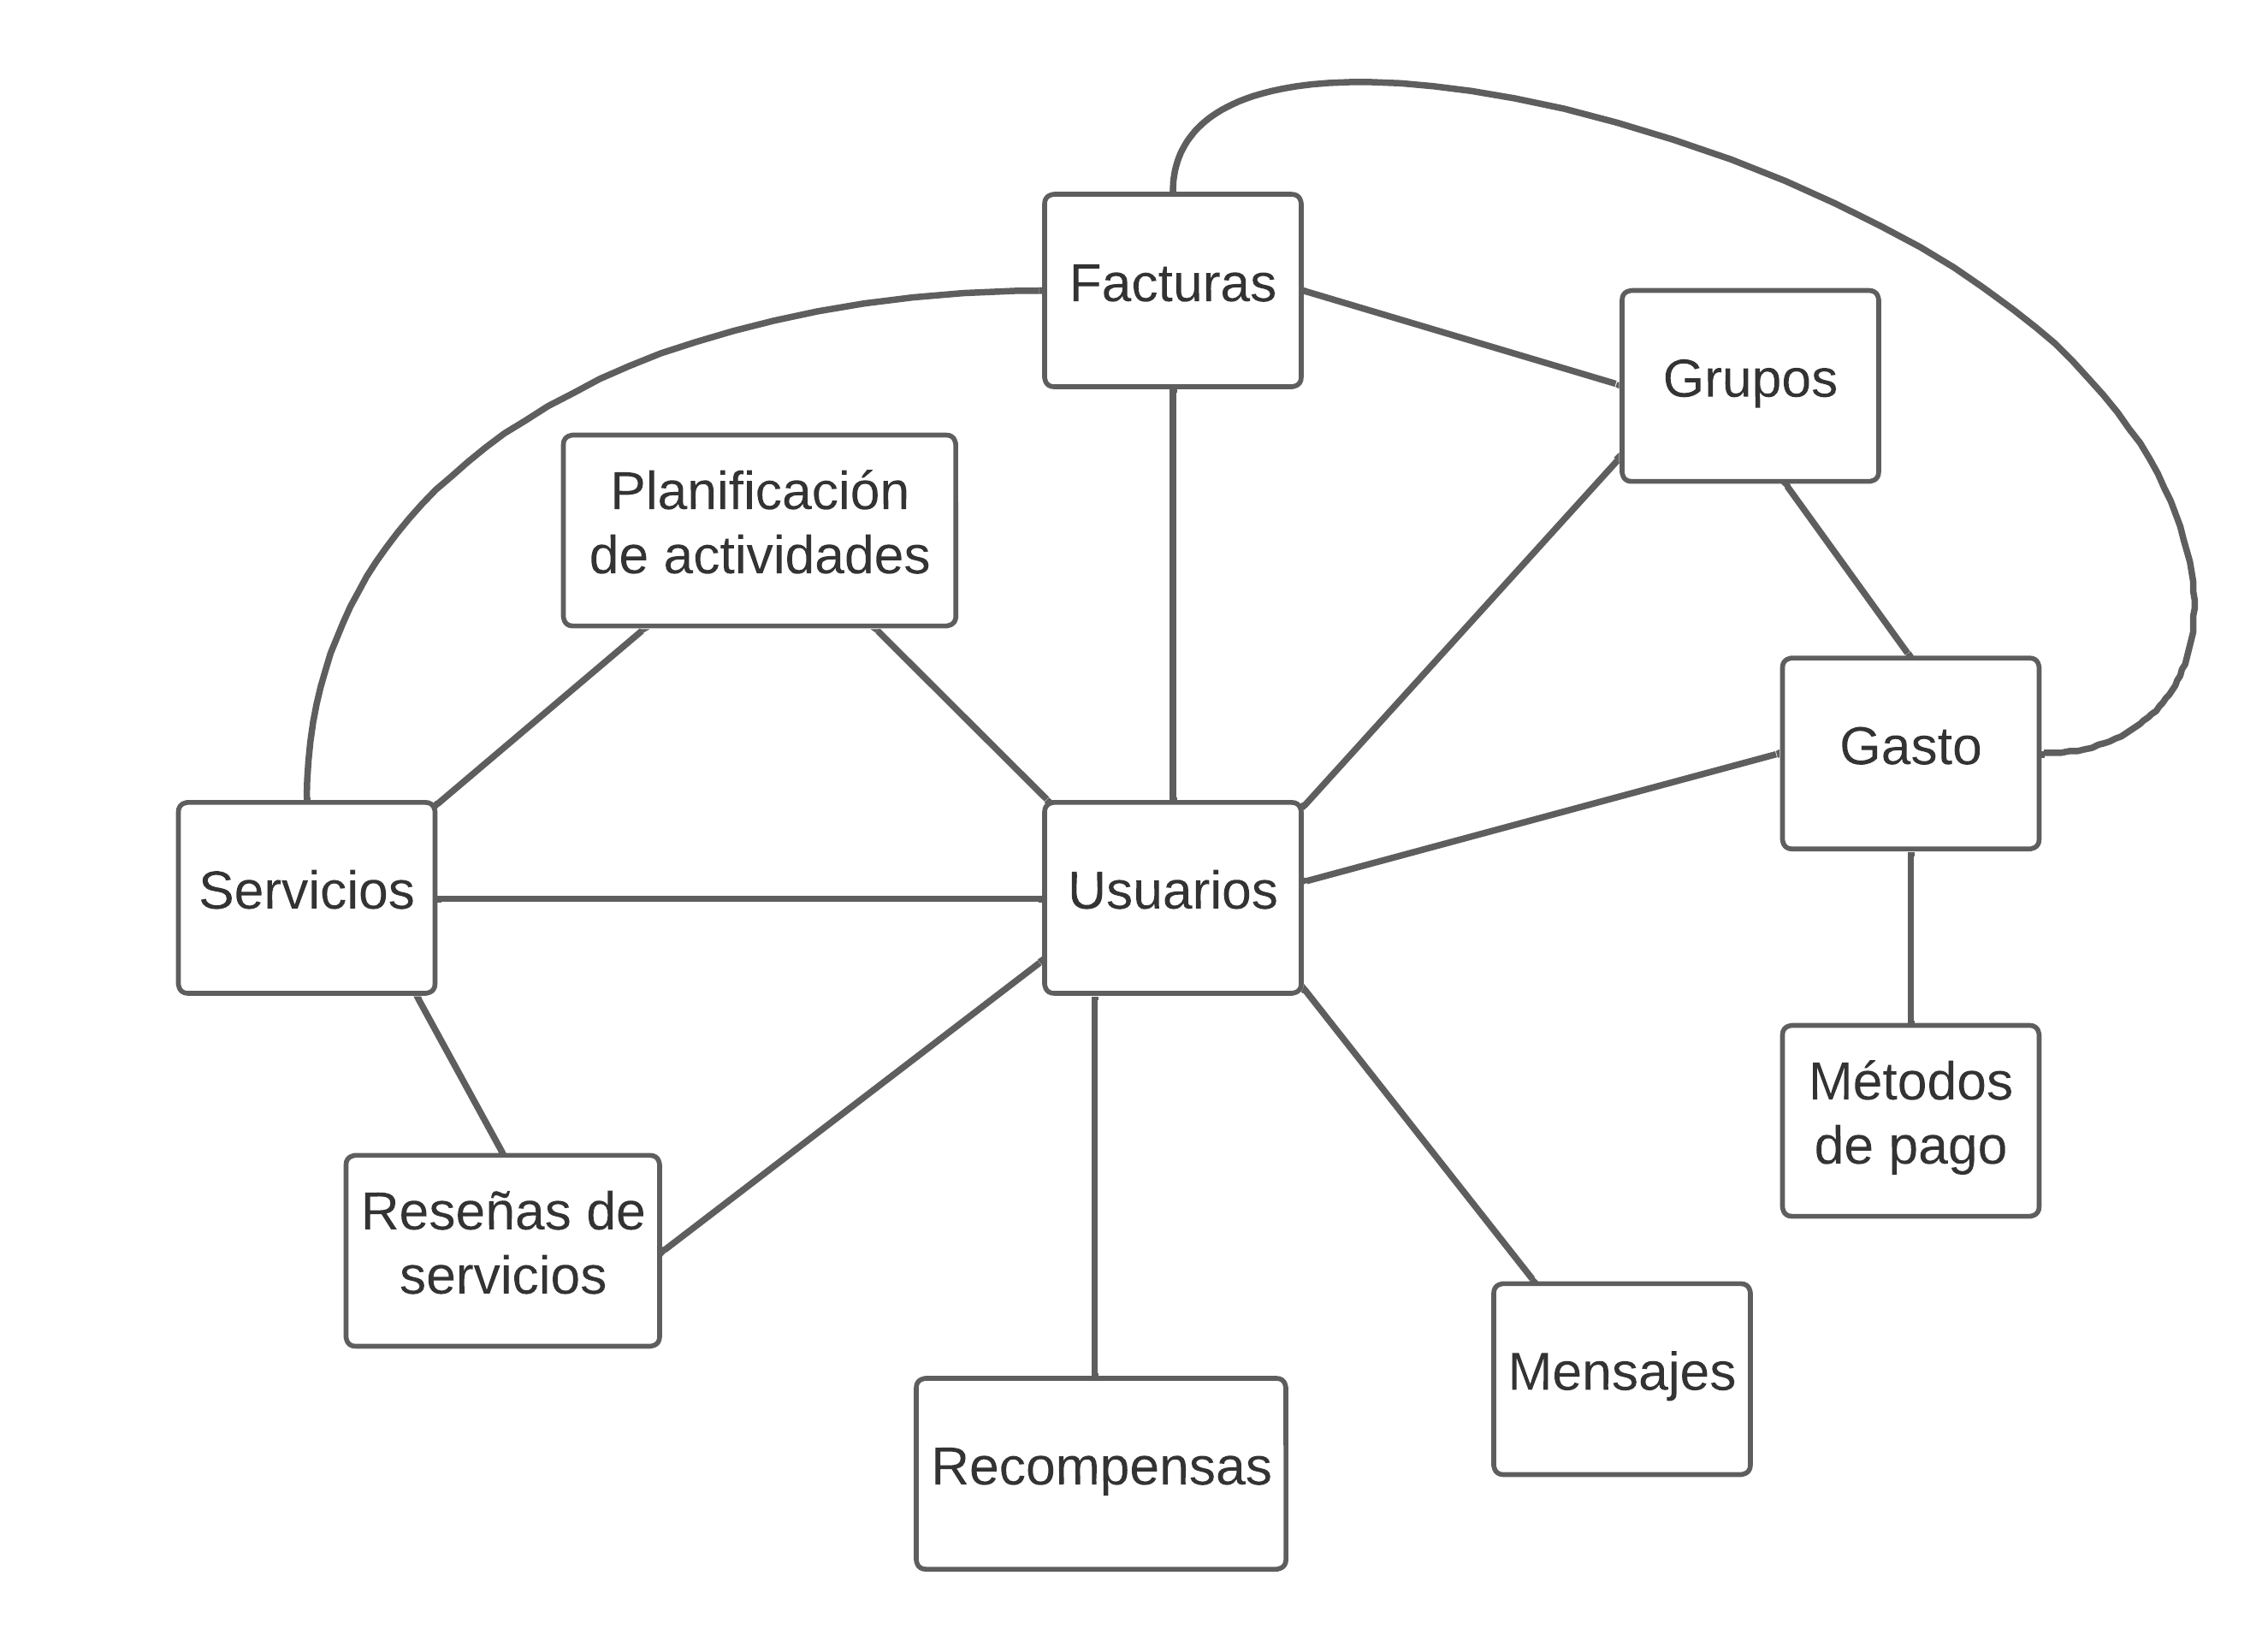 Facturas
Grupos
Planificación
de actividades
Gasto
Servicios
Usuarios
Métodos
de pago
Reseñas de
servicios
Mensajes
Recompensas